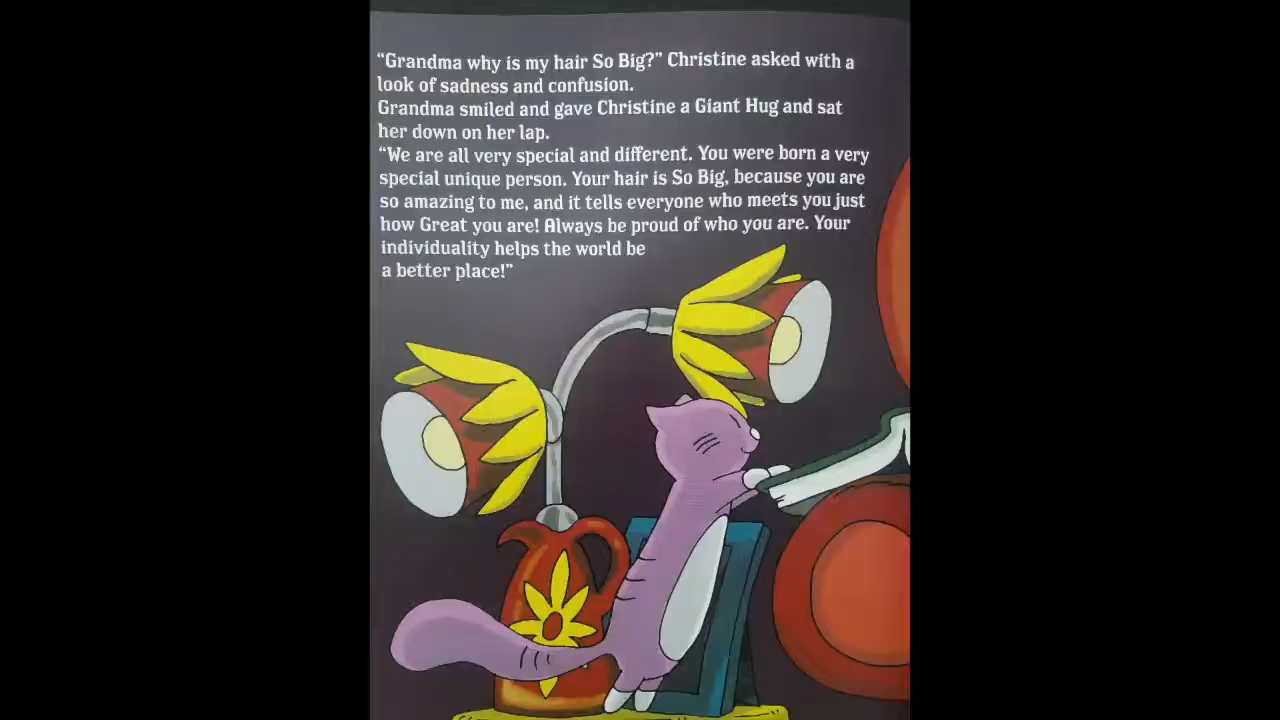 “Grandma why is my hair So Big?” Christine asked with a
look of sadness and confusion.
Grandma smiled and gave Christine a Giant Hug and sat
her down on her lap.
“We are all very special and different. You were born a very
special unique person. Your hair is So Big, because you are
so amazing to me, and it tells everyone who meets you just
how Great you are! Always be proud of who you are. Your
individuality helps the world be
a better place!”